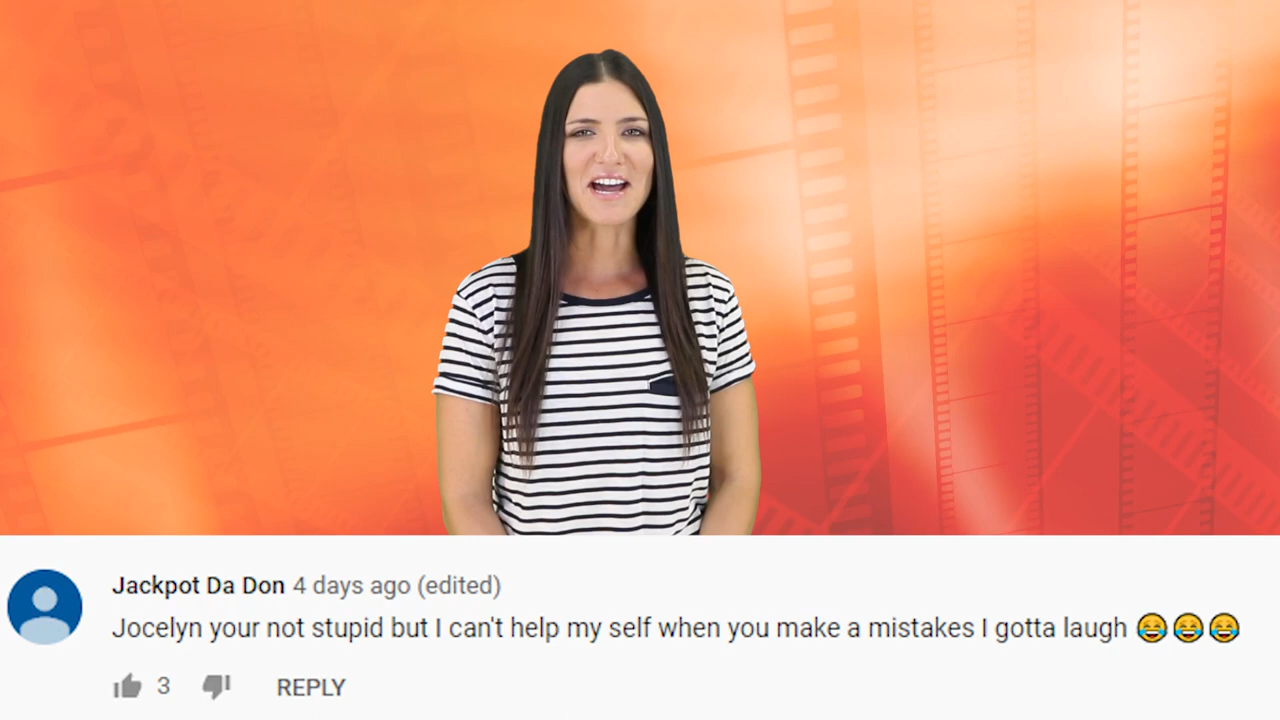 Jackpot Da Don 4 days ago (edited)
Jocelyn your not stupid but I can't help my self when you make a mistakes I gotta laugh 😂😂😂
3 REPLY